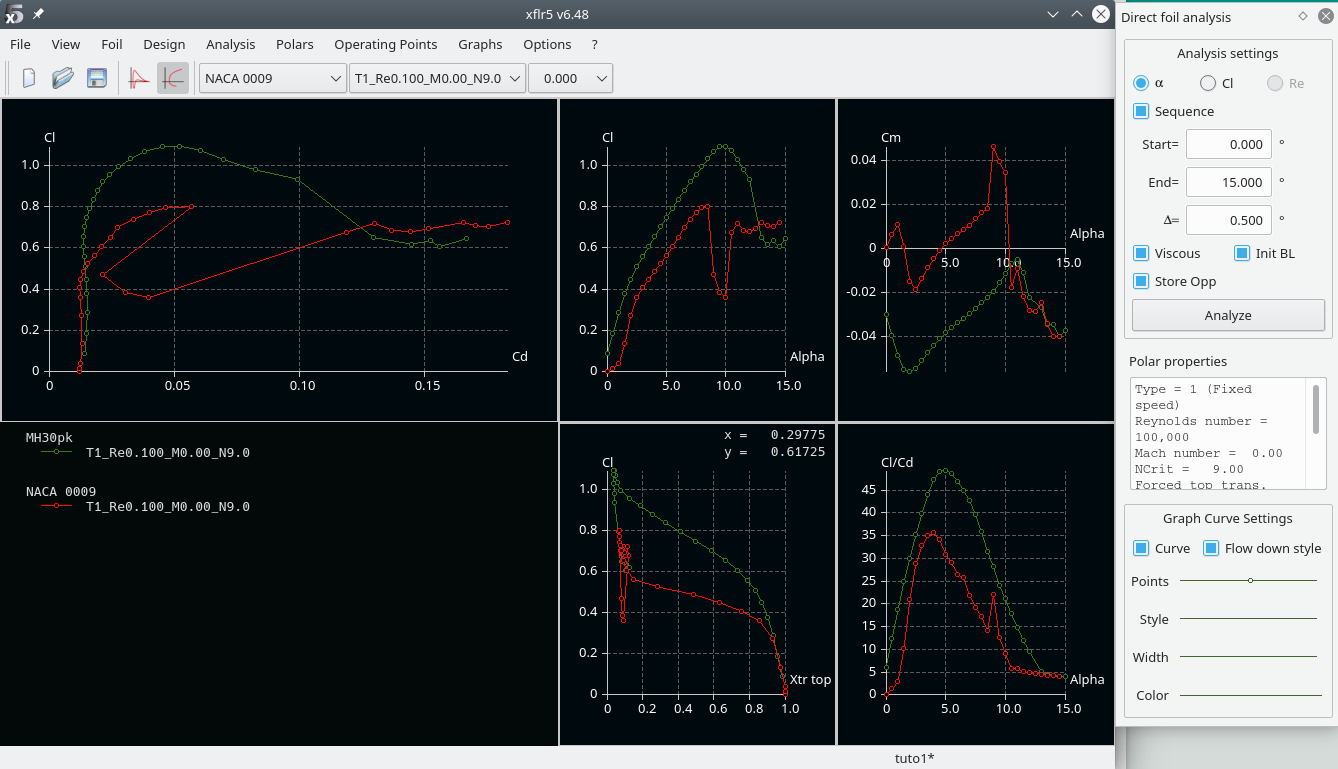 xflr5 v6.48
File View Foil Design Analysis Polars Operating Points Graphs Options ?
NACA 0009 T1_Re0.100_M0.00_N9.0 0.000
Cl
1.0
0.8
0.6
0.4
0.2
0
Cd
0 0.05 0.10 0.15
Cl
1.0
0.8
0.6
0.4
0.2
0
Alpha
0 5.0 10.0 15.0
Cm
0.04
0.02
0
-0.02
-0.04
Alpha
0 5.0 10.0 15.0
MH30pk
T1_Re0.100_M0.00_N9.0
NACA 0009
T1_Re0.100_M0.00_N9.0
x = 0.29775
y = 0.61725
Cl
1.0
0.8
0.6
0.4
0.2
0
Xtr top
0 0.2 0.4 0.6 0.8 1.0
Cl/Cd
45
40
35
30
25
20
15
10
5
0
Alpha
0 5.0 10.0 15.0
tuto1*
Direct foil analysis
Analysis settings
α Cl Re
Sequence
Start= 0.000 °
End= 15.000 °
Δ= 0.500 °
Viscous Init BL
Store Opp
Analyze
Polar properties
Type = 1 (Fixed
speed)
Reynolds number =
100,000
Mach number = 0.00
NCrit = 9.00
Forced top trans.
Graph Curve Settings
Curve Flow down style
Points
Style
Width
Color